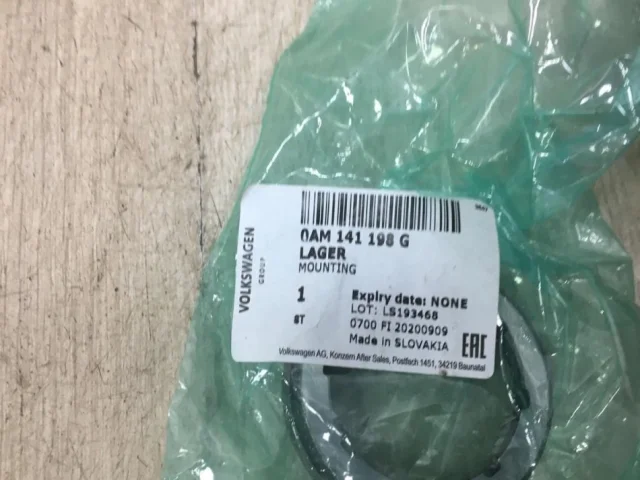 0AM 141 198 G
LAGER
MOUNTING
VOLKSWAGEN
GROUP
1
ST
Expiry date: NONE
LOT: LS193468
0700 FI 20200909
Made in SLOVAKIA
EAC
Volkswagen AG, Konzern After Sales, Postfach 1451, 34219 Baunatal